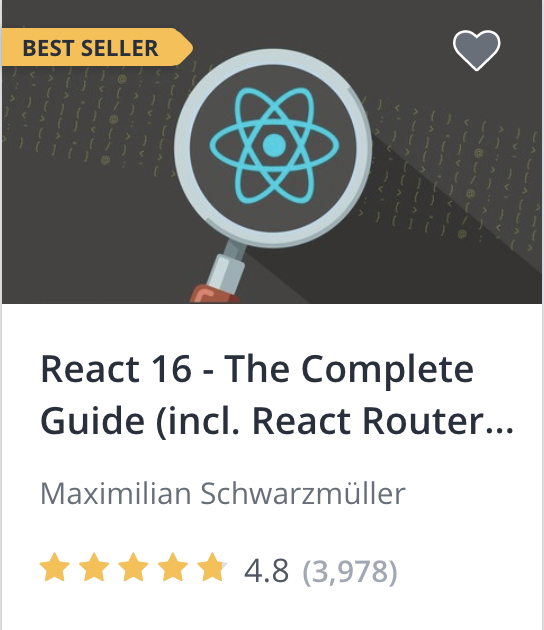 BEST SELLER
React 16 - The Complete
Guide (incl. React Router...
Maximilian Schwarzmüller
4.8 (3,978)